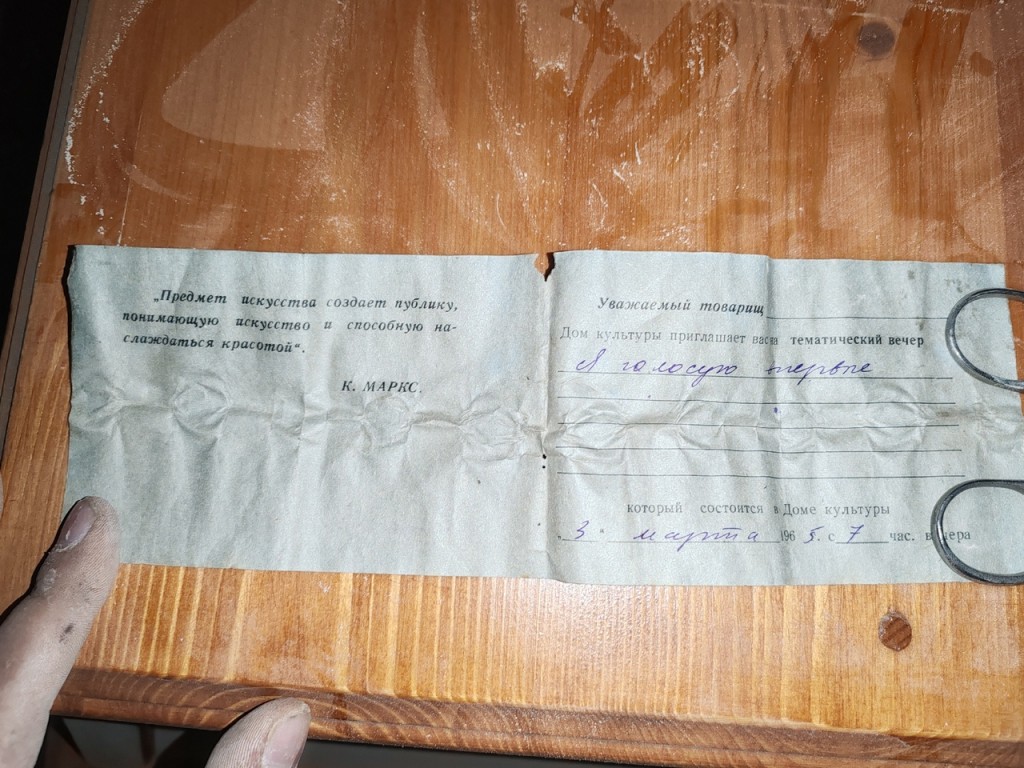 „Предмет искусства создает публику,
понимающую искусство и способную на-
слаждаться красотой“.
К. МАРКС.
Уважаемый товарищ
Дом культуры приглашает вас на тематический вечер
Я голосую первые
который состоится в Доме культуры
„3“ марта 1965. с 7 час. вечера